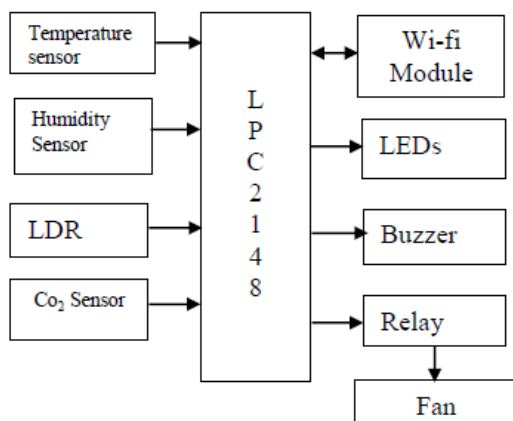 Temperature
sensor
Humidity
Sensor
LDR
Co₂ Sensor
L
P
C
2
1
4
8
Wi-fi
Module
LEDs
Buzzer
Relay
Fan